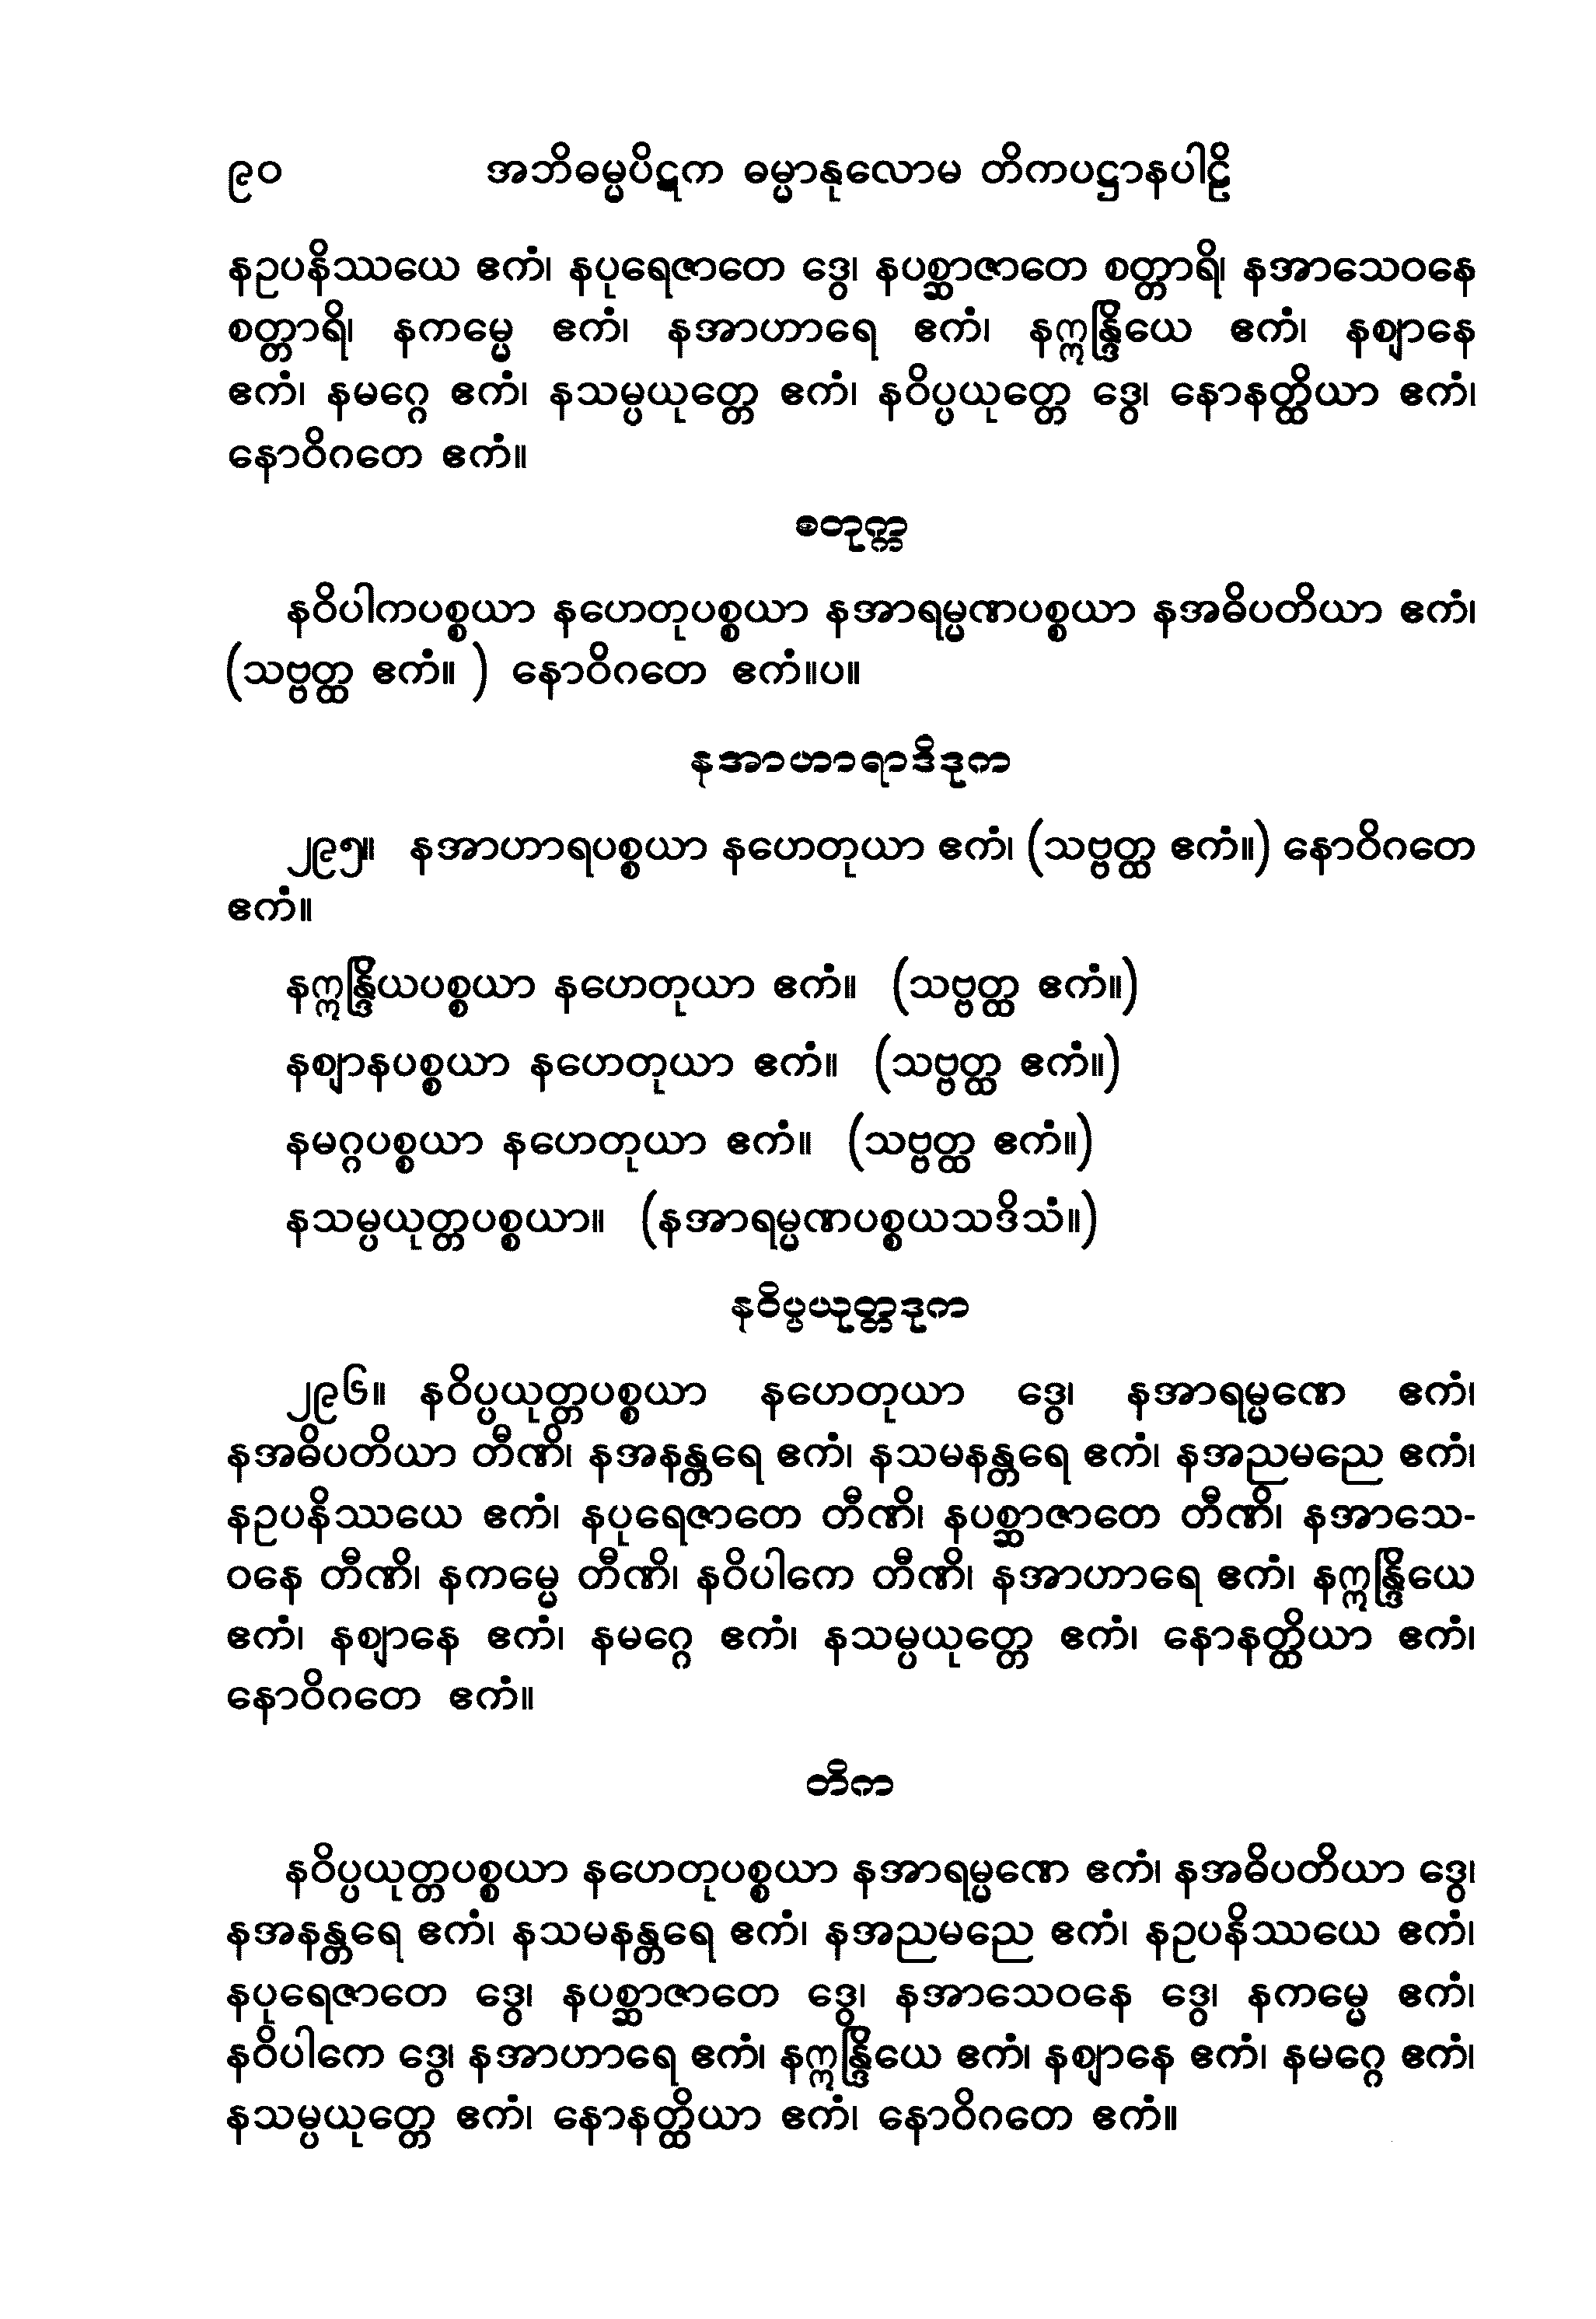 ၉၀ အဘိဓမ္မပိဋက ဓမ္မာနုလောမ တိကပဋ္ဌာနပါဠိ
နဥပနိဿယေ ဧကံ၊ နပုရေဇာတေ ဒွေ၊ နပစ္ဆာဇာတေ စတ္တာရိ၊ နအာသေဝနေ
စတ္တာရိ၊ နကမ္မေ ဧကံ၊ နအာဟာရေ ဧကံ၊ နဣန္ဒြိယေ ဧကံ၊ နဈာနေ
ဧကံ၊ နမဂ္ဂေ ဧကံ၊ နသမ္ပယုတ္တေ ဧကံ၊ နဝိပ္ပယုတ္တေ ဒွေ၊ နောနတ္ထိယာ ဧကံ၊
နောဝိဂတေ ဧကံ။
စတုက္က
နဝိပါကပစ္စယာ နဟေတုပစ္စယာ နအာရမ္မဏပစ္စယာ နအဓိပတိယာ ဧကံ၊
(သဗ္ဗတ္ထ ဧကံ။ ) နောဝိဂတေ ဧကံ။ပ။
နအာဟာရာဒိဒုက
၂၉၅။ နအာဟာရပစ္စယာ နဟေတုယာ ဧကံ၊ (သဗ္ဗတ္ထ ဧကံ။) နောဝိဂတေ
ဧကံ။
နဣန္ဒြိယပစ္စယာ နဟေတုယာ ဧကံ။ (သဗ္ဗတ္ထ ဧကံ။)
နဈာနပစ္စယာ နဟေတုယာ ဧကံ။ (သဗ္ဗတ္ထ ဧကံ။)
နမဂ္ဂပစ္စယာ နဟေတုယာ ဧကံ။ (သဗ္ဗတ္ထ ဧကံ။)
နသမ္ပယုတ္တပစ္စယာ။ (နအာရမ္မဏပစ္စယသဒိသံ။)
နဝိပ္ပယုတ္တဒုက
၂၉၆။ နဝိပ္ပယုတ္တပစ္စယာ နဟေတုယာ ဒွေ၊ နအာရမ္မဏေ ဧကံ၊
နအဓိပတိယာ တီဏိ၊ နအနန္တရေ ဧကံ၊ နသမနန္တရေ ဧကံ၊ နအညမညေ ဧကံ၊
နဥပနိဿယေ ဧကံ၊ နပုရေဇာတေ တီဏိ၊ နပစ္ဆာဇာတေ တီဏိ၊ နအာသေ-
ဝနေ တီဏိ၊ နကမ္မေ တီဏိ၊ နဝိပါကေ တီဏိ၊ နအာဟာရေ ဧကံ၊ နဣန္ဒြိယေ
ဧကံ၊ နဈာနေ ဧကံ၊ နမဂ္ဂေ ဧကံ၊ နသမ္ပယုတ္တေ ဧကံ၊ နောနတ္ထိယာ ဧကံ၊
နောဝိဂတေ ဧကံ။
တိက
နဝိပ္ပယုတ္တပစ္စယာ နဟေတုပစ္စယာ နအာရမ္မဏေ ဧကံ၊ နအဓိပတိယာ ဒွေ၊
နအနန္တရေ ဧကံ၊ နသမနန္တရေ ဧကံ၊ နအညမညေ ဧကံ၊ နဥပနိဿယေ ဧကံ၊
နပုရေဇာတေ ဒွေ၊ နပစ္ဆာဇာတေ ဒွေ၊ နအာသေဝနေ ဒွေ၊ နကမ္မေ ဧကံ၊
နဝိပါကေ ဒွေ၊ နအာဟာရေ ဧကံ၊ နဣန္ဒြိယေ ဧကံ၊ နဈာနေ ဧကံ၊ နမဂ္ဂေ ဧကံ၊
နသမ္ပယုတ္တေ ဧကံ၊ နောနတ္ထိယာ ဧကံ၊ နောဝိဂတေ ဧကံ။